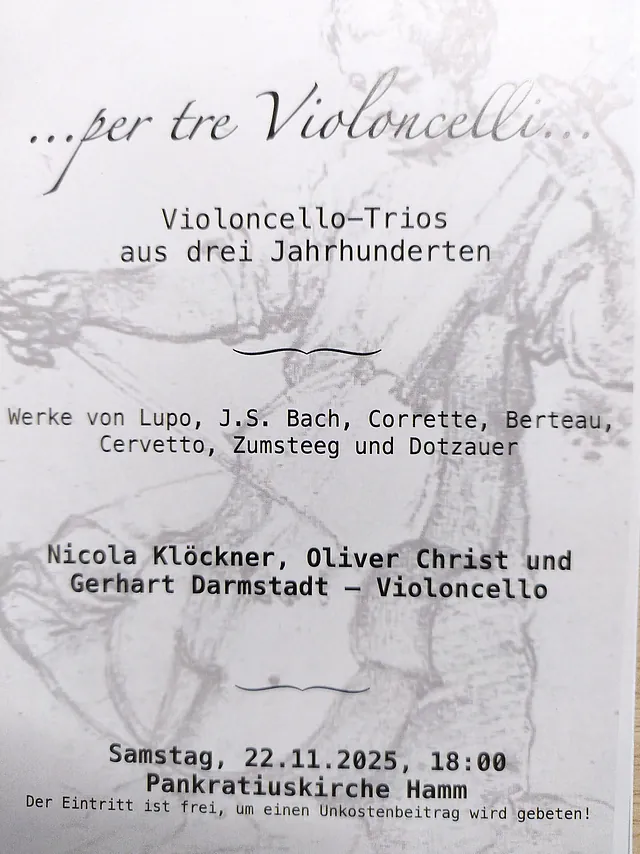 ...per tre Violoncelli...
Violoncello–Trios
aus drei Jahrhunderten
Werke von Lupo, J.S. Bach, Corrette, Berteau,
Cervetto, Zumsteeg und Dotzauer
Nicola Klöckner, Oliver Christ und
Gerhart Darmstadt – Violoncello
Samstag, 22.11.2025, 18:00
Pankratiuskirche Hamm
Der Eintritt ist frei, um einen Unkostenbeitrag wird gebeten!